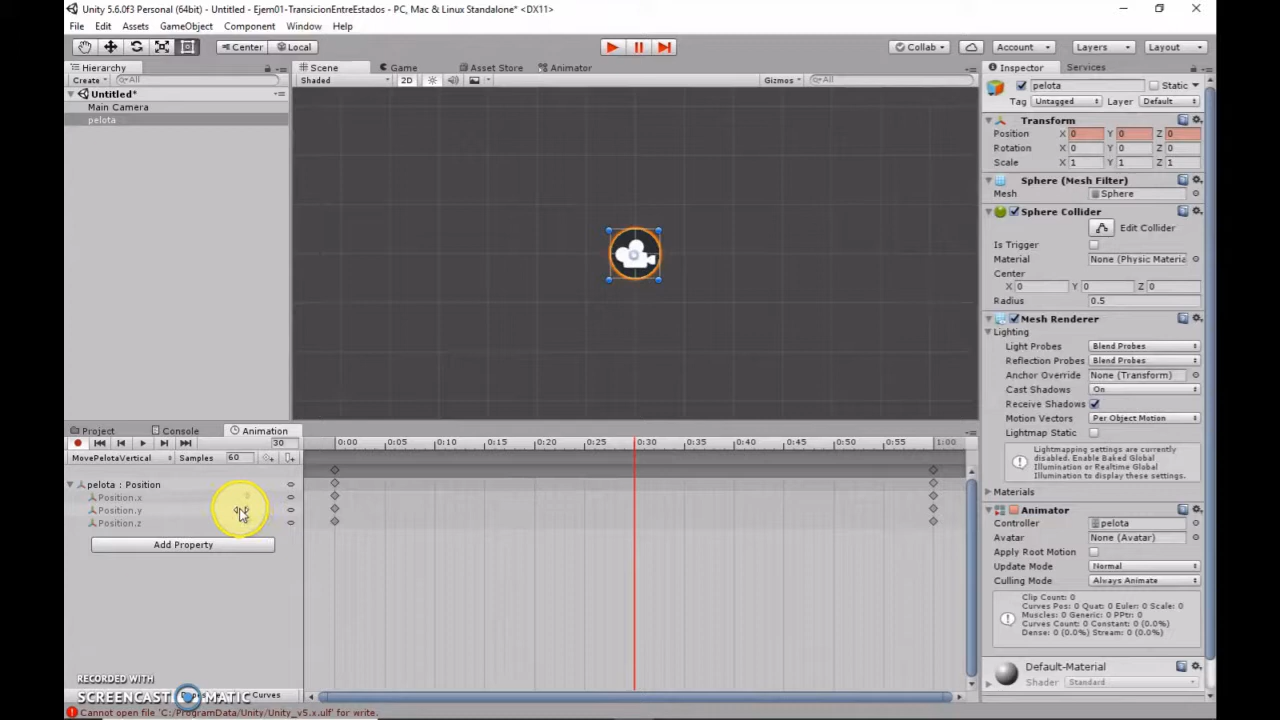 Unity 5.6.0f3 Personal (64bit) - Untitled - Ejem01-TransicionEntreEstados - PC, Mac & Linux Standalone* <DX11>
File Edit Assets GameObject Component Window Help
Center Local Collab Account Layers Layout
Hierarchy Scene Game Asset Store Animator Inspector Services
Create All Shaded 2D Gizmos All pelota Static
Untitled* Tag Untagged Layer Default
Main Camera
pelota Transform
Position X 0 Y 0 Z 0
Rotation X 0 Y 0 Z 0
Scale X 1 Y 1 Z 1
Sphere (Mesh Filter)
Mesh Sphere
Sphere Collider
Edit Collider
Is Trigger
Material None (Physic Materia
Center
X 0 Y 0 Z 0
Radius 0.5
Mesh Renderer
Lighting
Light Probes Blend Probes
Reflection Probes Blend Probes
Anchor Override None (Transform)
Cast Shadows On
Receive Shadows
Motion Vectors Per Object Motion
Lightmap Static
Lightmapping settings are currently
disabled. Enable Baked Global
Illumination or Realtime Global
Illumination to display these settings.
Materials
Animator
Controller pelota
Avatar None (Avatar)
Apply Root Motion
Update Mode Normal
Culling Mode Always Animate
Clip Count: 0
Curves Pos: 0 Quat: 0 Euler: 0 Scale: 0
Muscles: 0 Generic: 0 PPtr: 0
Curves Count: 0 Constant: 0 (0.0%)
Dense: 0 (0.0%) Stream: 0 (0.0%)
Default-Material
Shader Standard
Project Console Animation
30 0:00 0:05 0:10 0:15 0:20 0:25 0:30 0:35 0:40 0:45 0:50 0:55 1:00
MovePelotaVertical Samples 60
pelota : Position
Position.x
Position.y
Position.z
Add Property
RECORDED WITH
SCREENCAST MATIC
Curves
Cannot open file 'C:/ProgramData/Unity/Unity_v5.x.ulf' for write.